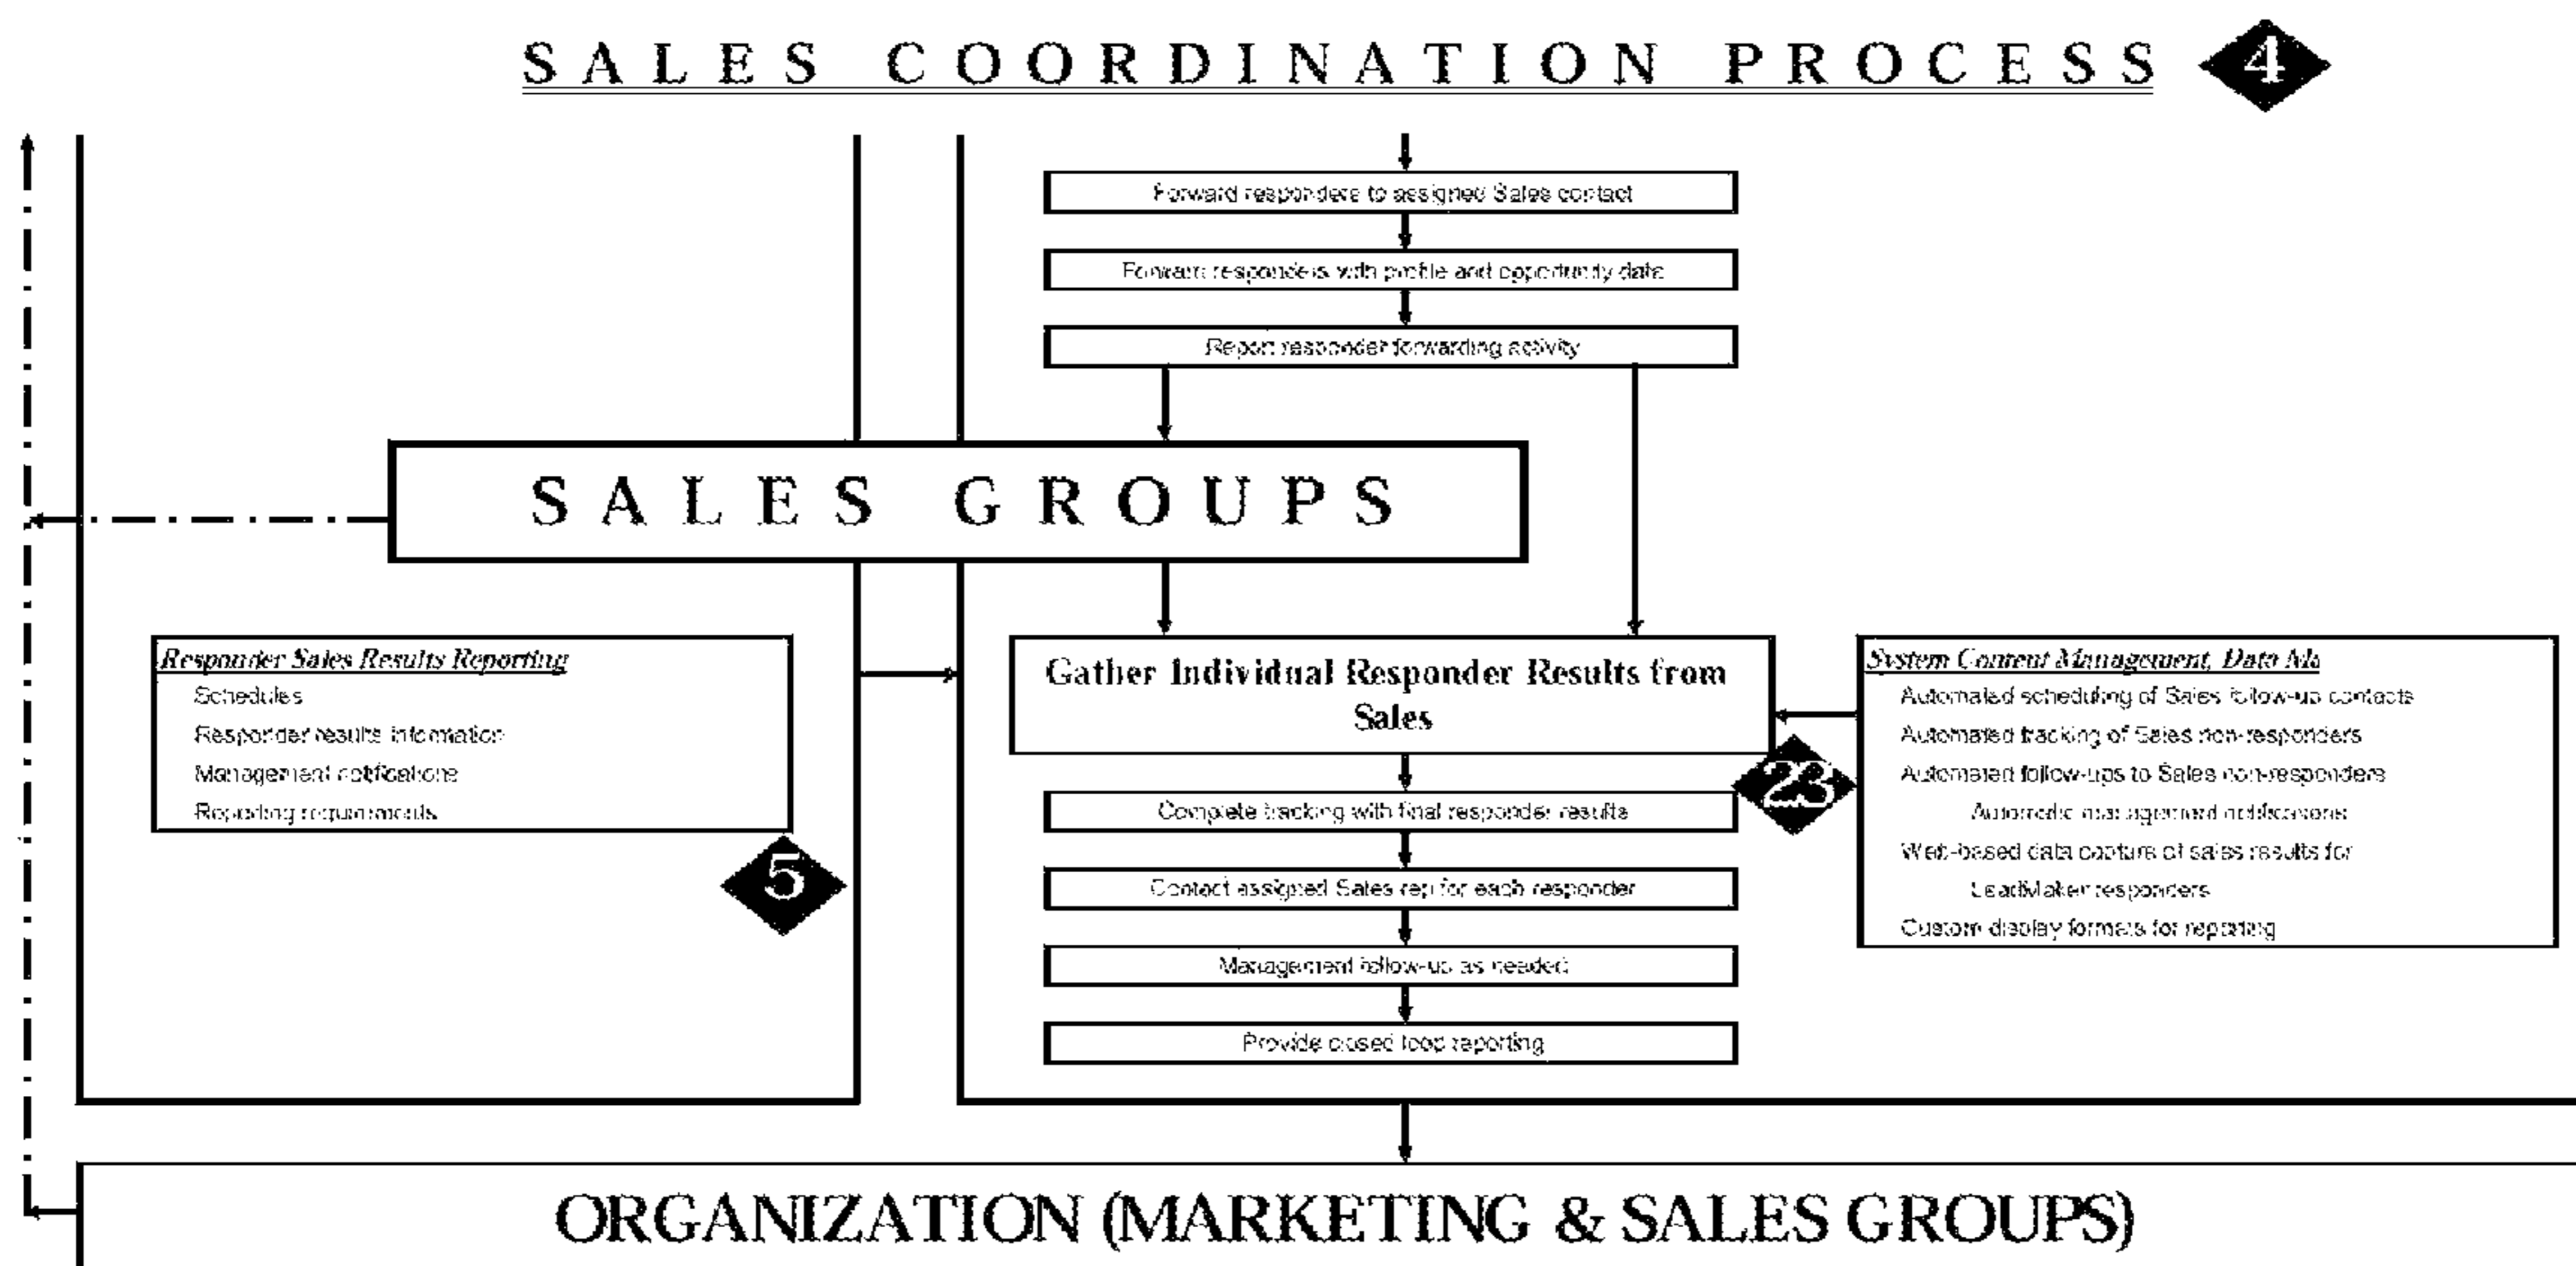 SALES COORDINATION PROCESS 4
Forward responders to assigned Sales contact
Forward responders with profile and opportunity data
Report responder forwarding activity
SALES GROUPS
Responder Sales Results Reporting
Schedules
Responder results information
Management notifications
Reporting requirements
5
Gather Individual Responder Results from
Sales
23
Complete tracking with final responder results
Contact assigned Sales rep for each responder
Management follow-up as needed
Provide closed loop reporting
System Content Management, Data Ma
Automated scheduling of Sales follow-up contacts
Automated tracking of Sales non-responders
Automated follow-ups to Sales non-responders
Automatic management notifications
Web-based data capture of sales results for
LeadMaker responders
Custom display formats for reporting
ORGANIZATION (MARKETING & SALES GROUPS)